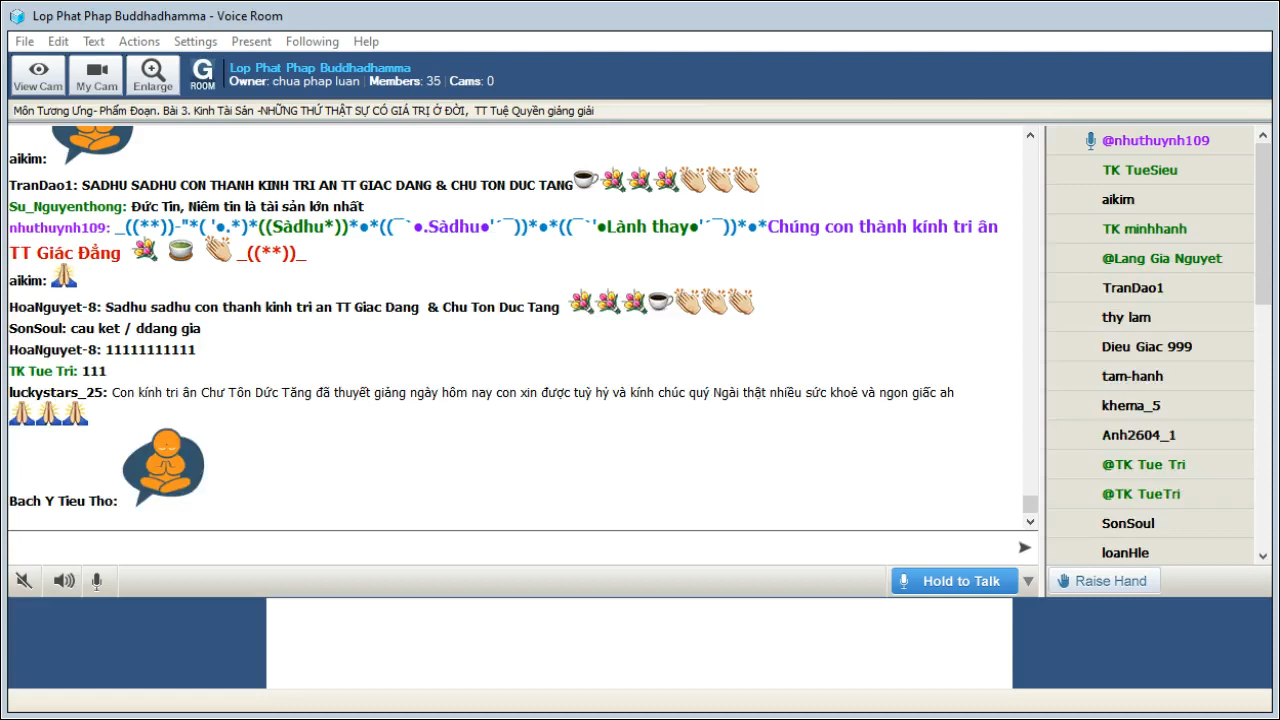 Lop Phat Phap Buddhadhamma - Voice Room
File Edit Text Actions Settings Present Following Help
View Cam My Cam Enlarge G ROOM
Lop Phat Phap Buddhadhamma
Owner: chua phap luan Members: 35 Cams: 0
Môn Tương Ưng- Phẩm Đoạn. Bài 3. Kinh Tài Sản -NHỮNG THỨ THẬT SỰ CÓ GIÁ TRỊ Ở ĐỜI, TT Tuệ Quyền giảng giải
aikim:
TranDao1: SADHU SADHU CON THANH KINH TRI AN TT GIAC DANG & CHU TON DUC TANG
Su_Nguyenthong: Đức Tin, Niêm tin là tài sản lớn nhất
nhuthuynh109: _((**))-"*( '●.*)*((Sàdhu*))*●*((¯`●.Sàdhu●'´¯))*●*((¯`'●Lành thay●'´¯))*●*Chúng con thành kính tri ân
TT Giác Đẳng _((**))_
aikim:
HoaNguyet-8: Sadhu sadhu con thanh kinh tri an TT Giac Dang & Chu Ton Duc Tang
SonSoul: cau ket / ddang gia
HoaNguyet-8: 11111111111
TK Tue Tri: 111
luckystars_25: Con kính tri ân Chư Tôn Dức Tăng đã thuyết giảng ngày hôm nay con xin được tuỳ hỷ và kính chúc quý Ngài thật nhiều sức khoẻ và ngon giấc ah
Bach Y Tieu Tho:
Hold to Talk
@nhuthuynh109
TK TueSieu
aikim
TK minhhanh
@Lang Gia Nguyet
TranDao1
thy lam
Dieu Giac 999
tam-hanh
khema_5
Anh2604_1
@TK Tue Tri
@TK TueTri
SonSoul
loanHle
Raise Hand